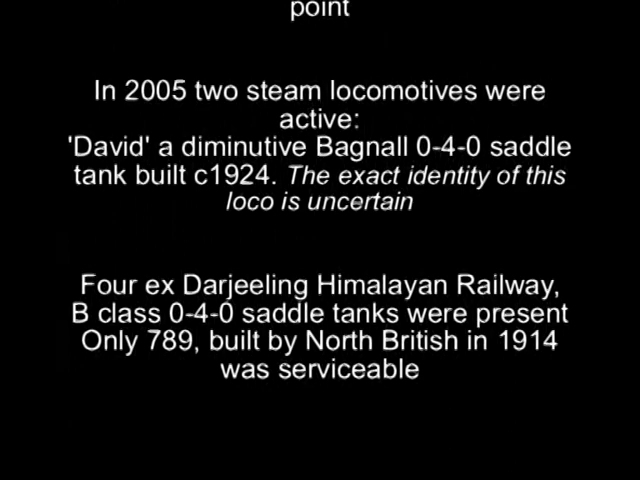 point
In 2005 two steam locomotives were
active:
'David' a diminutive Bagnall 0-4-0 saddle
tank built c1924. The exact identity of this
loco is uncertain
Four ex Darjeeling Himalayan Railway,
B class 0-4-0 saddle tanks were present
Only 789, built by North British in 1914
was serviceable